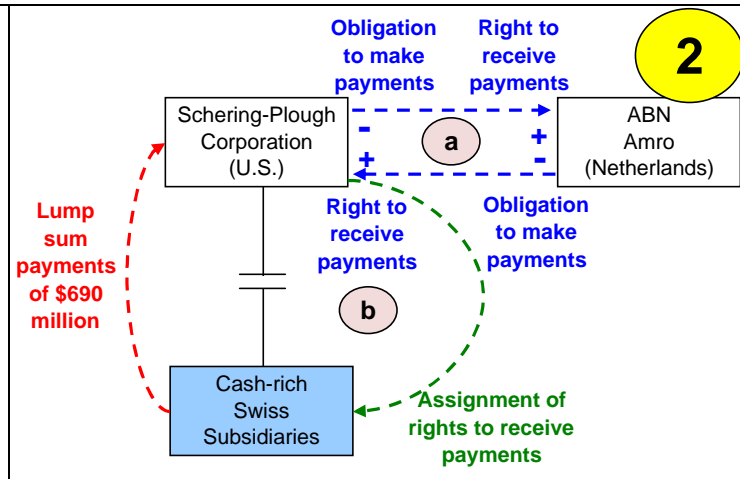 Obligation
to make
payments
Right to
receive
payments
2
Schering-Plough
Corporation
(U.S.)
-
+
a
+
-
ABN
Amro
(Netherlands)
Lump
sum
payments
of $690
million
Right to
receive
payments
Obligation
to make
payments
b
Cash-rich
Swiss
Subsidiaries
Assignment of
rights to receive
payments